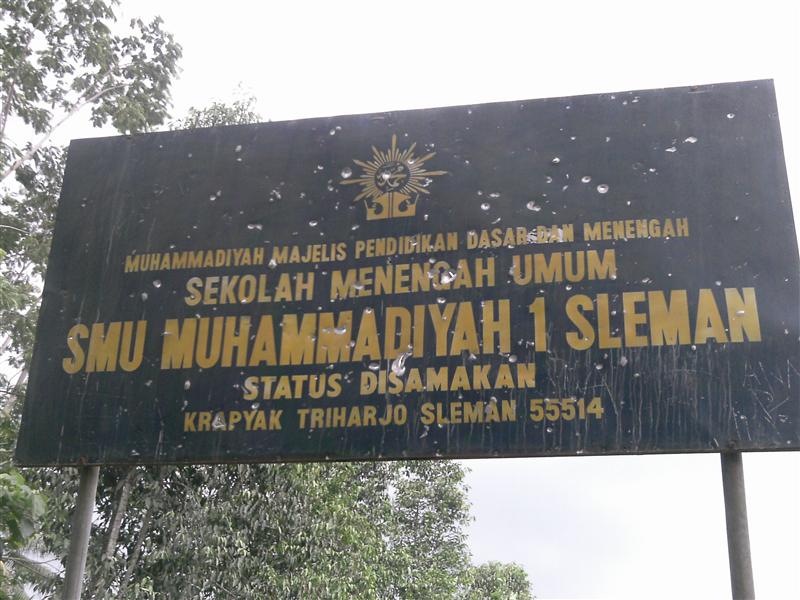 MUHAMMADIYAH MAJELIS PENDIDIKAN DASAR DAN MENENGAH
SEKOLAH MENENGAH UMUM
SMU MUHAMMADIYAH 1 SLEMAN
STATUS DISAMAKAN
KRAPYAK TRIHARJO SLEMAN 55514